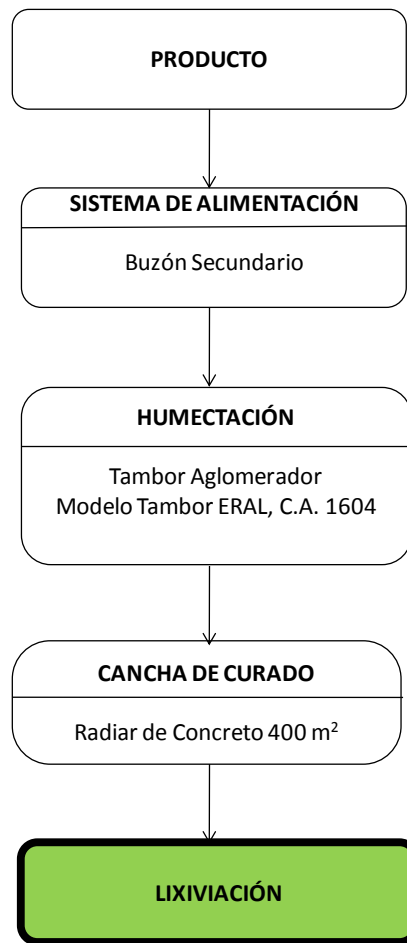 PRODUCTO
SISTEMA DE ALIMENTACIÓN
Buzón Secundario
HUMECTACIÓN
Tambor Aglomerador
Modelo Tambor ERAL, C.A. 1604
CANCHA DE CURADO
Radiar de Concreto 400 m²
LIXIVIACIÓN